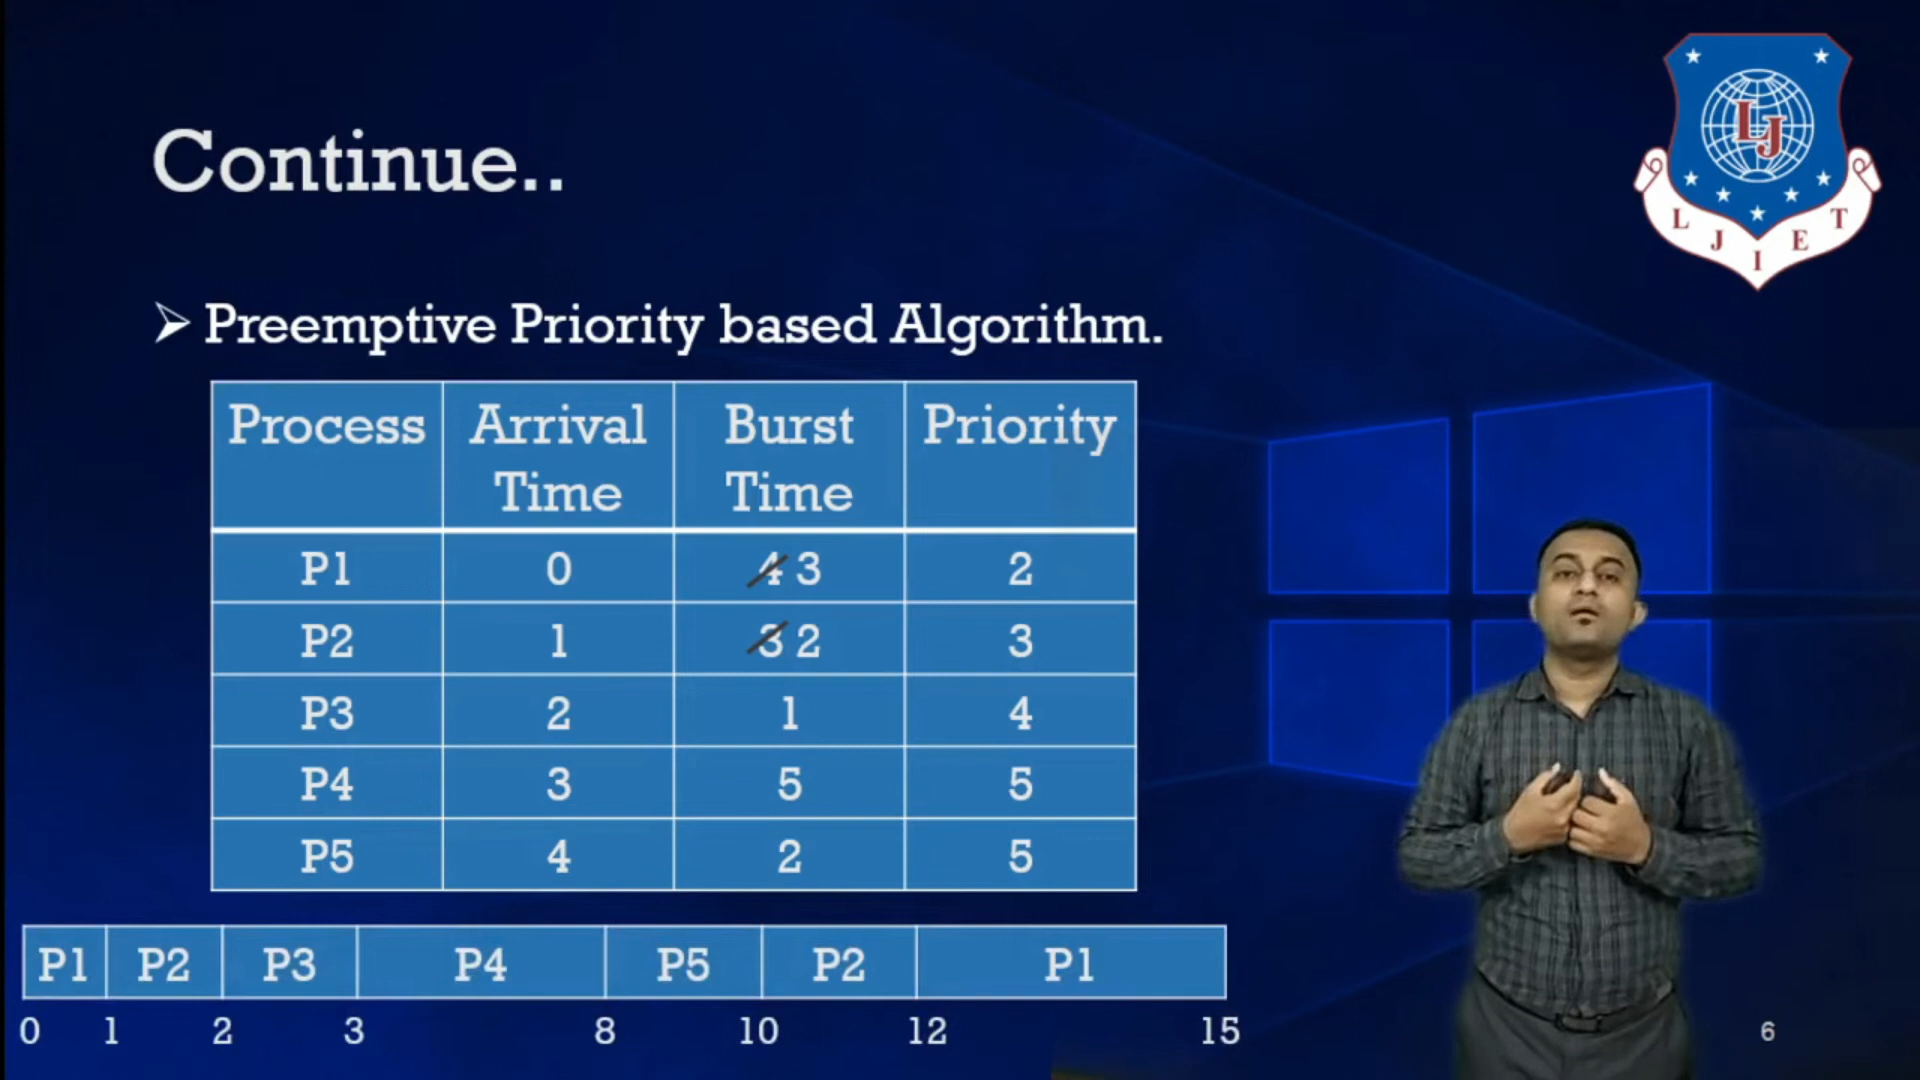 LJ
L J I E T
Continue..
➢ Preemptive Priority based Algorithm.
Process Arrival Time Burst Time Priority
P1 0 4 3 2
P2 1 3 2 3
P3 2 1 4
P4 3 5 5
P5 4 2 5
P1 P2 P3 P4 P5 P2 P1
0 1 2 3 8 10 12 15
6